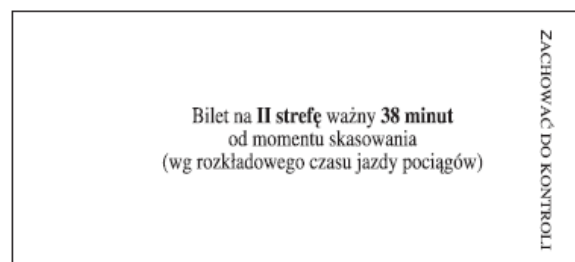 Bilet na II strefę ważny 38 minut
od momentu skasowania
(wg rozkładowego czasu jazdy pociągów)
ZACHOWAĆ DO KONTROLI